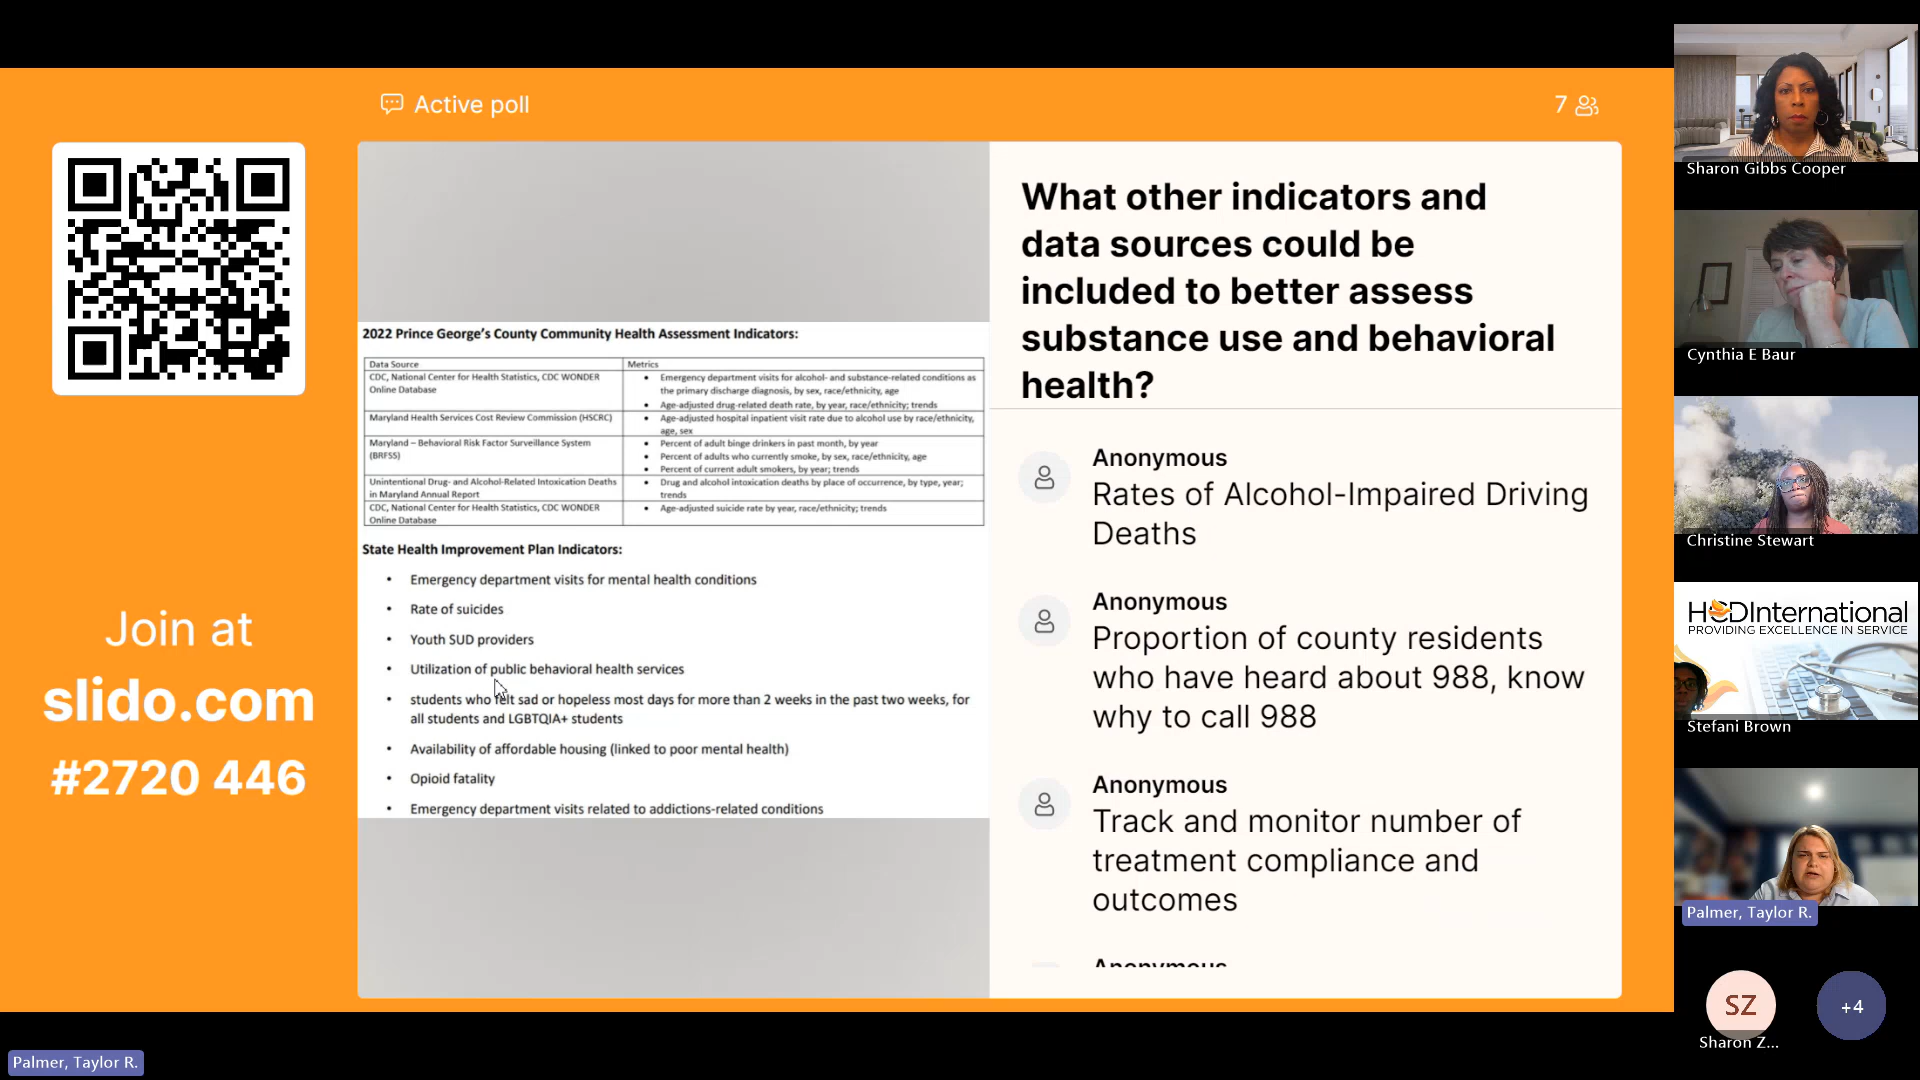 Active poll
7
Join at
slido.com
#2720 446
2022 Prince George's County Community Health Assessment Indicators:
Data Source
Metrics
CDC, National Center for Health Statistics, CDC WONDER
Online Database
• Emergency department visits for alcohol- and substance-related conditions as
the primary discharge diagnosis, by sex, race/ethnicity, age
• Age-adjusted drug-related death rate, by year, race/ethnicity; trends
Maryland Health Services Cost Review Commission (HSCRC)
• Age-adjusted hospital inpatient visit rate due to alcohol use by race/ethnicity,
age, sex
Maryland – Behavioral Risk Factor Surveillance System
(BRFSS)
• Percent of adult binge drinkers in past month, by year
• Percent of adults who currently smoke, by sex, race/ethnicity, age
• Percent of current adult smokers, by year; trends
Unintentional Drug- and Alcohol-Related Intoxication Deaths
in Maryland Annual Report
• Drug and alcohol intoxication deaths by place of occurrence, by type, year;
trends
CDC, National Center for Health Statistics, CDC WONDER
Online Database
• Age-adjusted suicide rate by year, race/ethnicity; trends
State Health Improvement Plan Indicators:
• Emergency department visits for mental health conditions
• Rate of suicides
• Youth SUD providers
• Utilization of public behavioral health services
• students who felt sad or hopeless most days for more than 2 weeks in the past two weeks, for
all students and LGBTQIA+ students
• Availability of affordable housing (linked to poor mental health)
• Opioid fatality
• Emergency department visits related to addictions-related conditions
What other indicators and
data sources could be
included to better assess
substance use and behavioral
health?
Anonymous
Rates of Alcohol-Impaired Driving
Deaths
Anonymous
Proportion of county residents
who have heard about 988, know
why to call 988
Anonymous
Track and monitor number of
treatment compliance and
outcomes
Anonymous
Sharon Gibbs Cooper
Cynthia E Baur
Christine Stewart
HCDInternational
PROVIDING EXCELLENCE IN SERVICE
Stefani Brown
Palmer, Taylor R.
SZ
+4
Sharon Z...
Palmer, Taylor R.